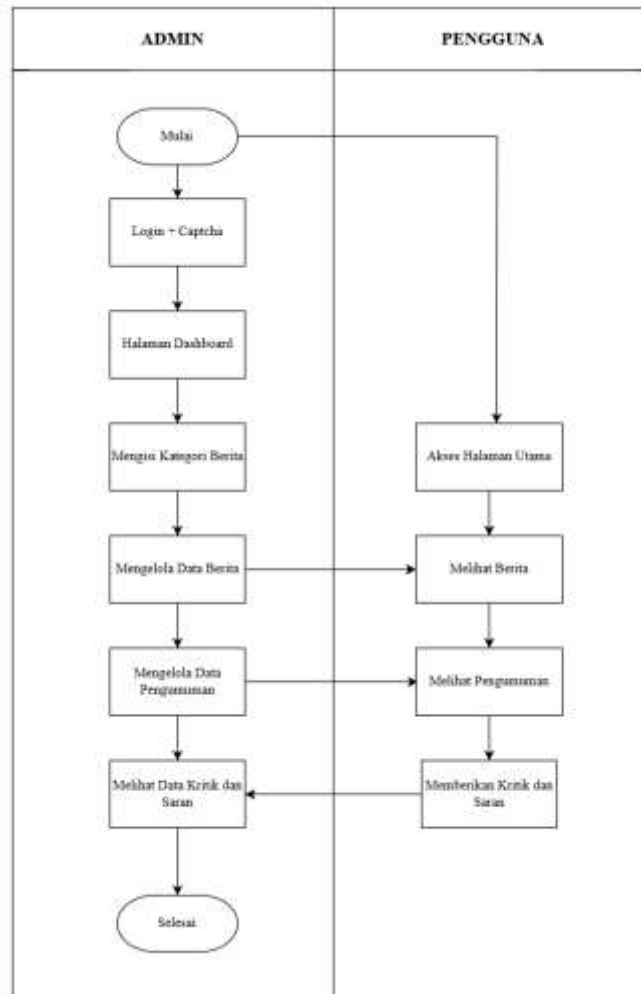 ADMIN
PENGGUNA
Mulai
Login + Captcha
Halaman Dashboard
Mengisi Kategori Berita
Akses Halaman Utama
Mengelola Data Berita
Melihat Berita
Mengelola Data
Pengumuman
Melihat Pengumuman
Melihat Data Kritik dan
Saran
Memberikan Kritik dan
Saran
Selesai